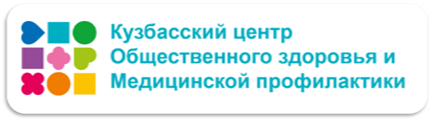 Кузбасский центр
Общественного здоровья и
Медицинской профилактики